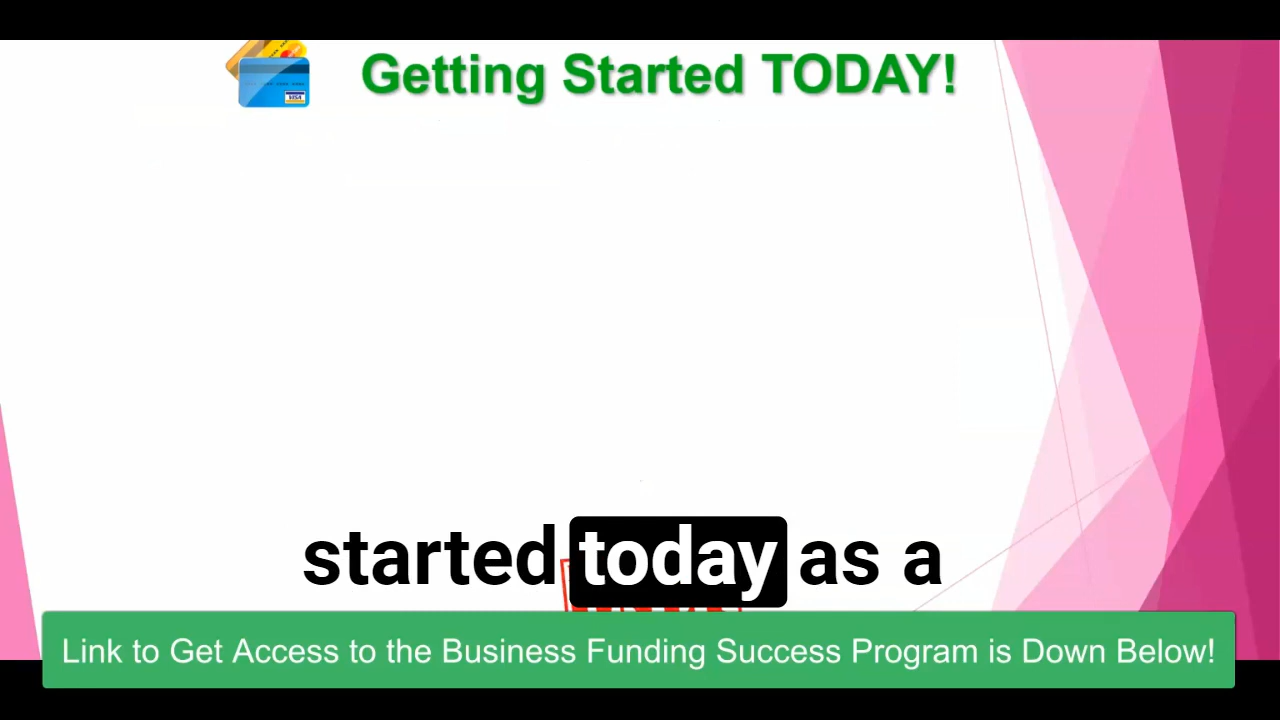 Getting Started TODAY!
VISA
started today as a
Link to Get Access to the Business Funding Success Program is Down Below!